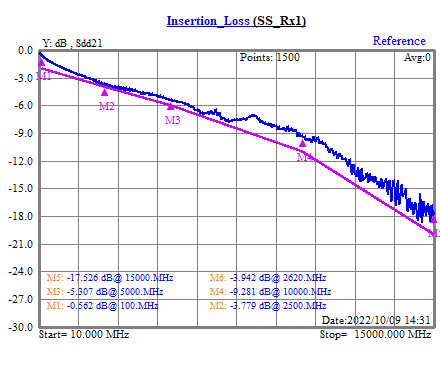 Insertion_Loss (SS_Rx1)
Y: dB , Sdd21
Reference
Points: 1500
Avg:0
0.0
-3.0
-6.0
-9.0
-12.0
-15.0
-18.0
-21.0
-24.0
-27.0
-30.0
M1
M2
M3
M4
M5: -17.526 dB@ 15000.MHz
M6: -3.942 dB@ 2620.MHz
M3: -5.307 dB@ 5000.MHz
M4: -9.281 dB@ 10000.MHz
M1: -0.562 dB@ 100.MHz
M2: -3.779 dB@ 2500.MHz
Date:2022/10/09 14:31
Start= 10.000 MHz
Stop= 15000.000 MHz